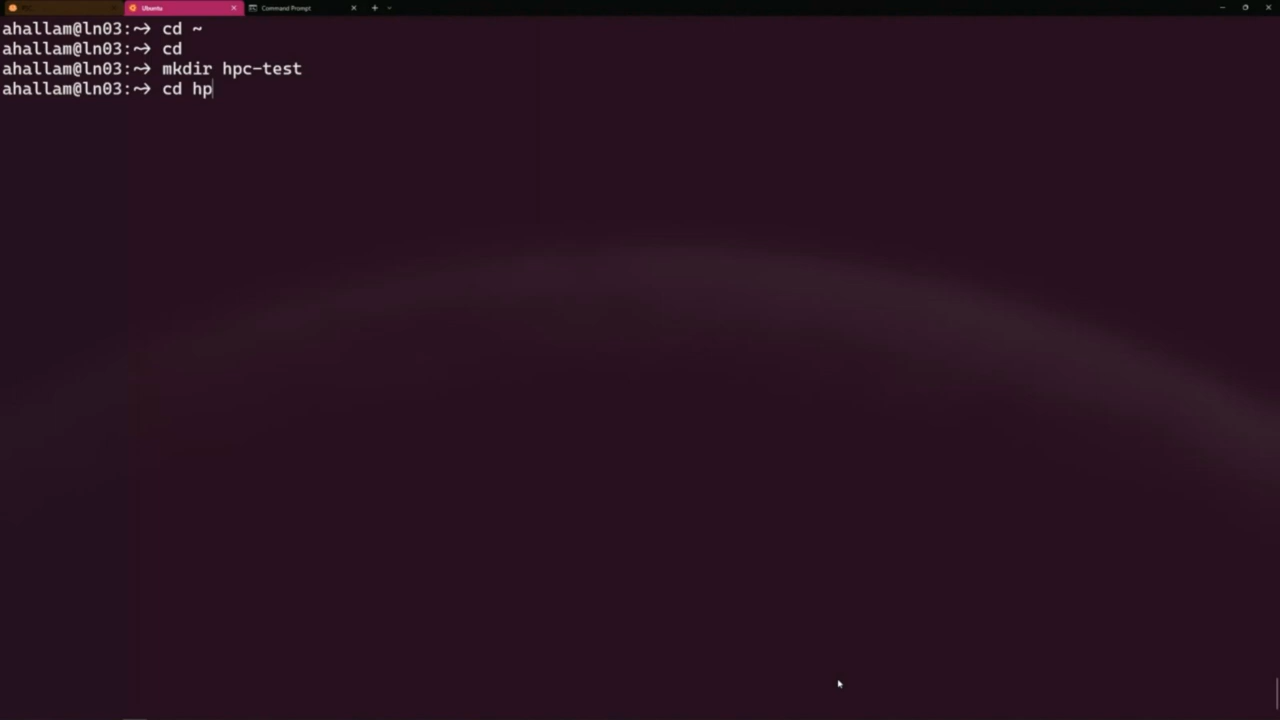 Ubuntu
Command Prompt
ahallam@ln03:~> cd ~
ahallam@ln03:~> cd
ahallam@ln03:~> mkdir hpc-test
ahallam@ln03:~> cd hp